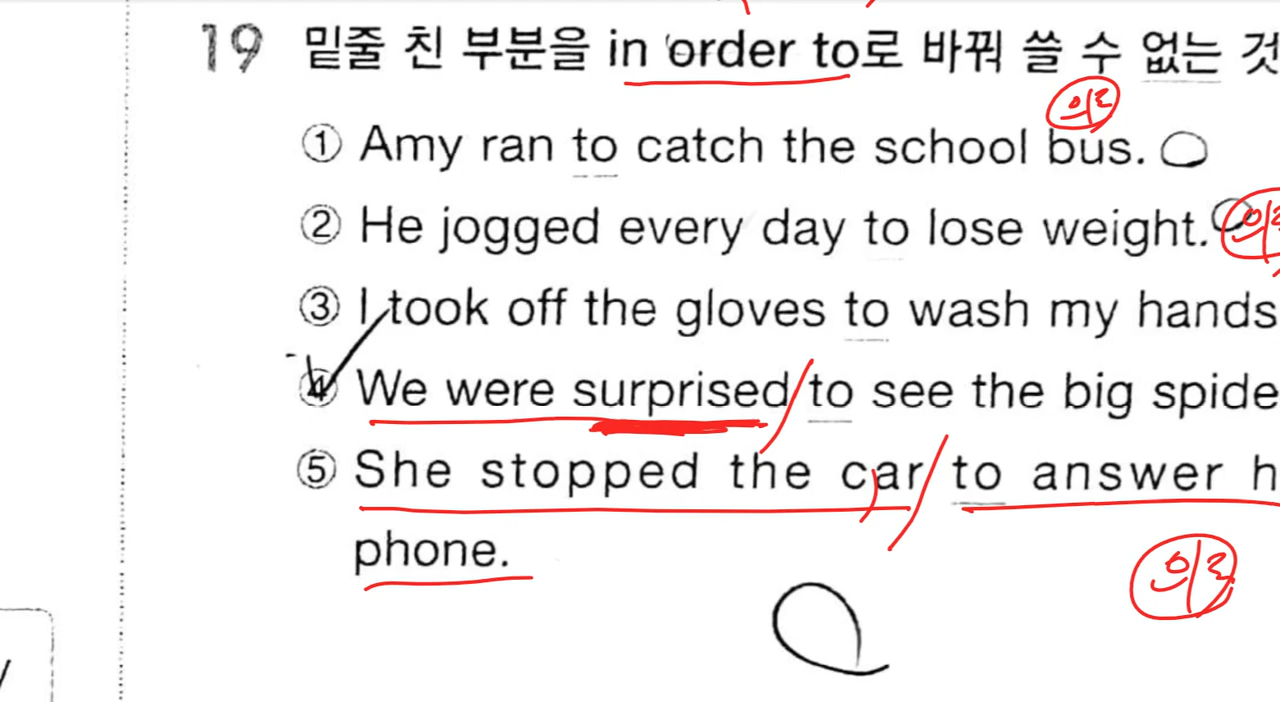 19 밑줄 친 부분을 in order to로 바꿔 쓸 수 없는 것
의도
① Amy ran to catch the school bus.
② He jogged every day to lose weight.
③ I took off the gloves to wash my hands
④ We were surprised to see the big spide
⑤ She stopped the car to answer h
phone.